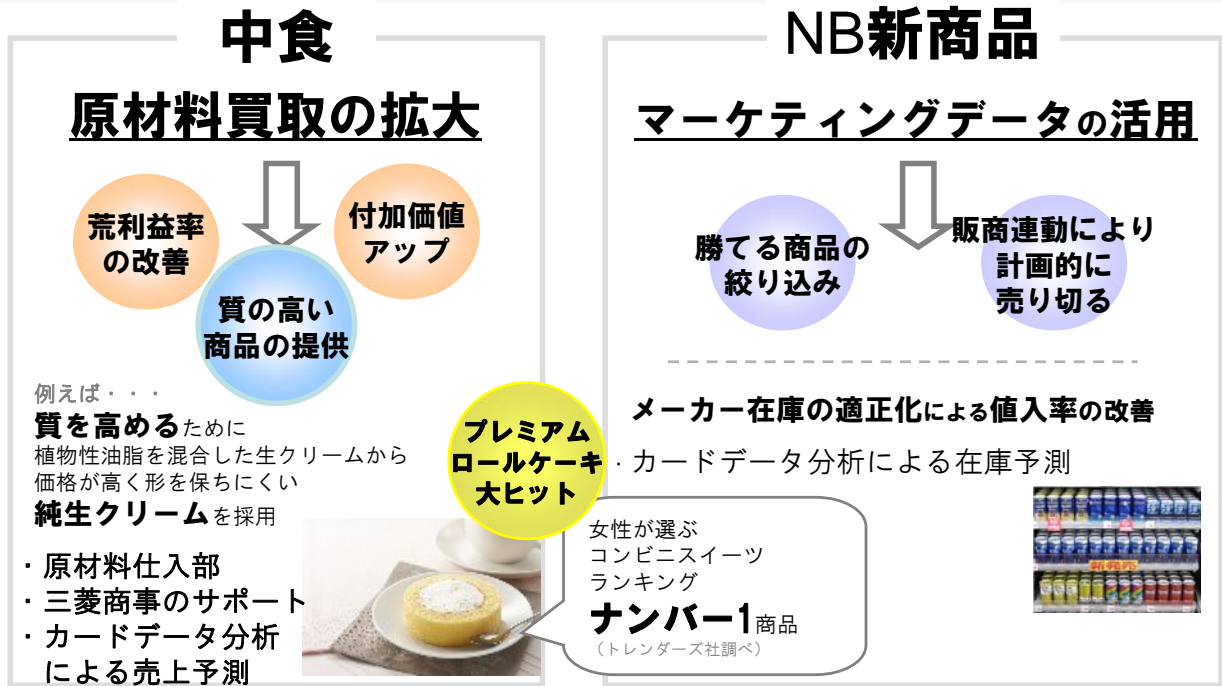 中食
原材料買取の拡大
荒利益率
の改善
付加価値
アップ
質の高い
商品の提供
例えば・・・
質を高めるために
植物性油脂を混合した生クリームから
価格が高く形を保ちにくい
純生クリームを採用
・原材料仕入部
・三菱商事のサポート
・カードデータ分析
による売上予測
プレミアム
ロールケーキ
大ヒット
女性が選ぶ
コンビニスイーツ
ランキング
ナンバー1商品
（トレンダーズ社調べ）
NB新商品
マーケティングデータの活用
勝てる商品の
絞り込み
販商連動により
計画的に
売り切る
メーカー在庫の適正化による値入率の改善
・カードデータ分析による在庫予測
新発売